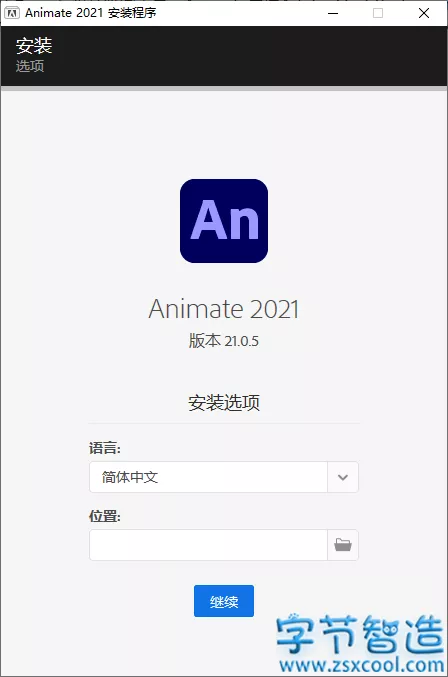 Animate 2021 安装程序
安装
选项
An
Animate 2021
版本 21.0.5
安装选项
语言:
简体中文
位置:
继续
字节智造
www.zsxcool.com